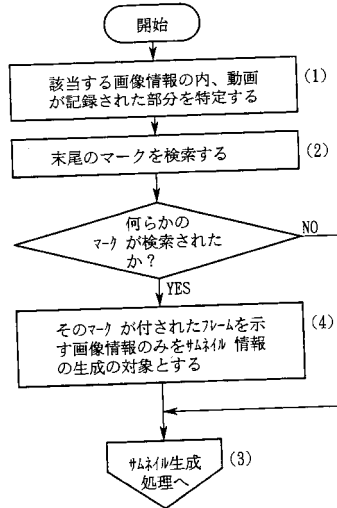 開始
該当する画像情報の内、動画
が記録された部分を特定する
(1)
末尾のマークを検索する
(2)
何らかの
ﾏｰｸ が検索された
か？
NO
YES
そのﾏｰｸ が付されたﾌﾚｰﾑを示
す画像情報のみをｻﾑﾈｲﾙ 情報
の生成の対象とする
(4)
ｻﾑﾈｲﾙ生成
処理へ
(3)